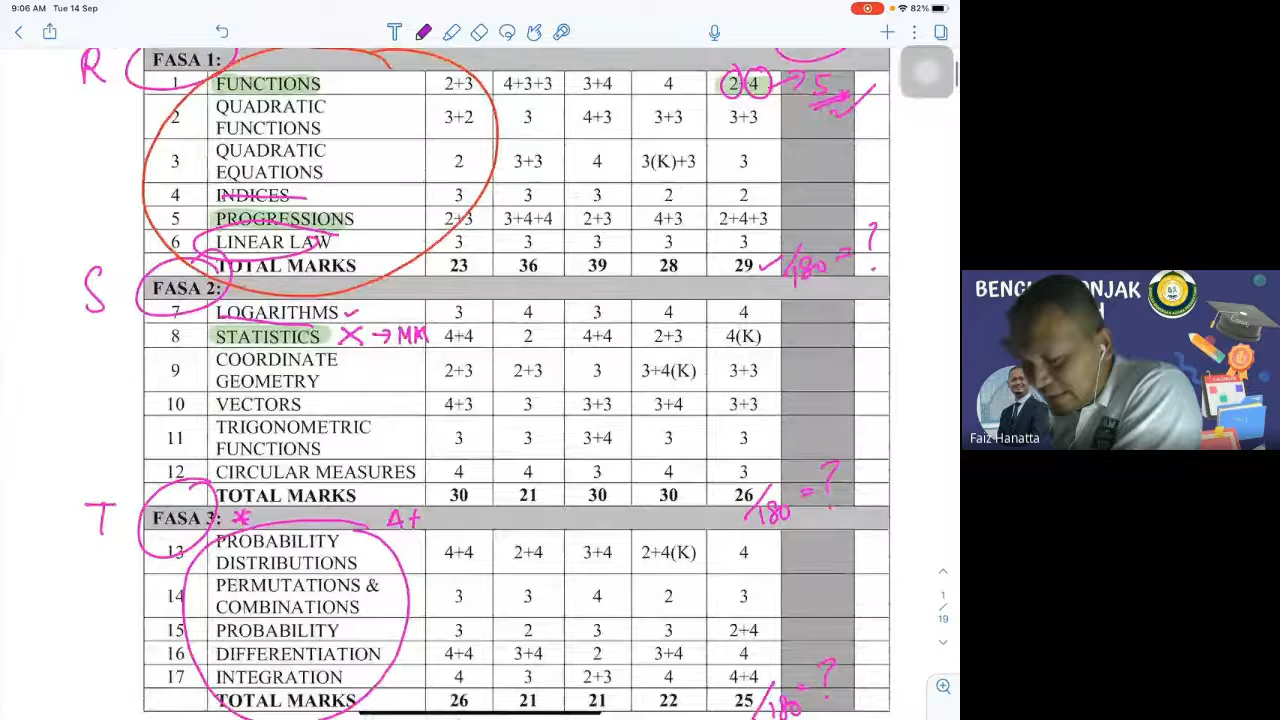 9:06 AM Tue 14 Sep
82%
R
FASA 1:
1 FUNCTIONS 2+3 4+3+3 3+4 4 2+4 → 5
2 QUADRATIC FUNCTIONS 3+2 3 4+3 3+3 3+3
3 QUADRATIC EQUATIONS 2 3+3 4 3(K)+3 3
4 INDICES 3 3 3 2 2
5 PROGRESSIONS 2+3 3+4+4 2+3 4+3 2+4+3
6 LINEAR LAW 3 3 3 3 3
TOTAL MARKS 23 36 39 28 29 /180 = ?
S
FASA 2:
7 LOGARITHMS 3 4 3 4 4
8 STATISTICS X → MM 4+4 2 4+4 2+3 4(K)
9 COORDINATE GEOMETRY 2+3 2+3 3 3+4(K) 3+3
10 VECTORS 4+3 3 3+3 3+4 3+3
11 TRIGONOMETRIC FUNCTIONS 3 3 3+4 3 3
12 CIRCULAR MEASURES 4 4 3 4 3
TOTAL MARKS 30 21 30 30 26 /180 = ?
T
FASA 3: * A+
13 PROBABILITY DISTRIBUTIONS 4+4 2+4 3+4 2+4(K) 4
14 PERMUTATIONS & COMBINATIONS 3 3 4 2 3
15 PROBABILITY 3 2 3 3 2+4
16 DIFFERENTIATION 4+4 3+4 2 3+4 4
17 INTEGRATION 4 3 2+3 4 4+4
TOTAL MARKS 26 21 21 22 25 /180 = ?
1
/
19
Faiz Hanatta